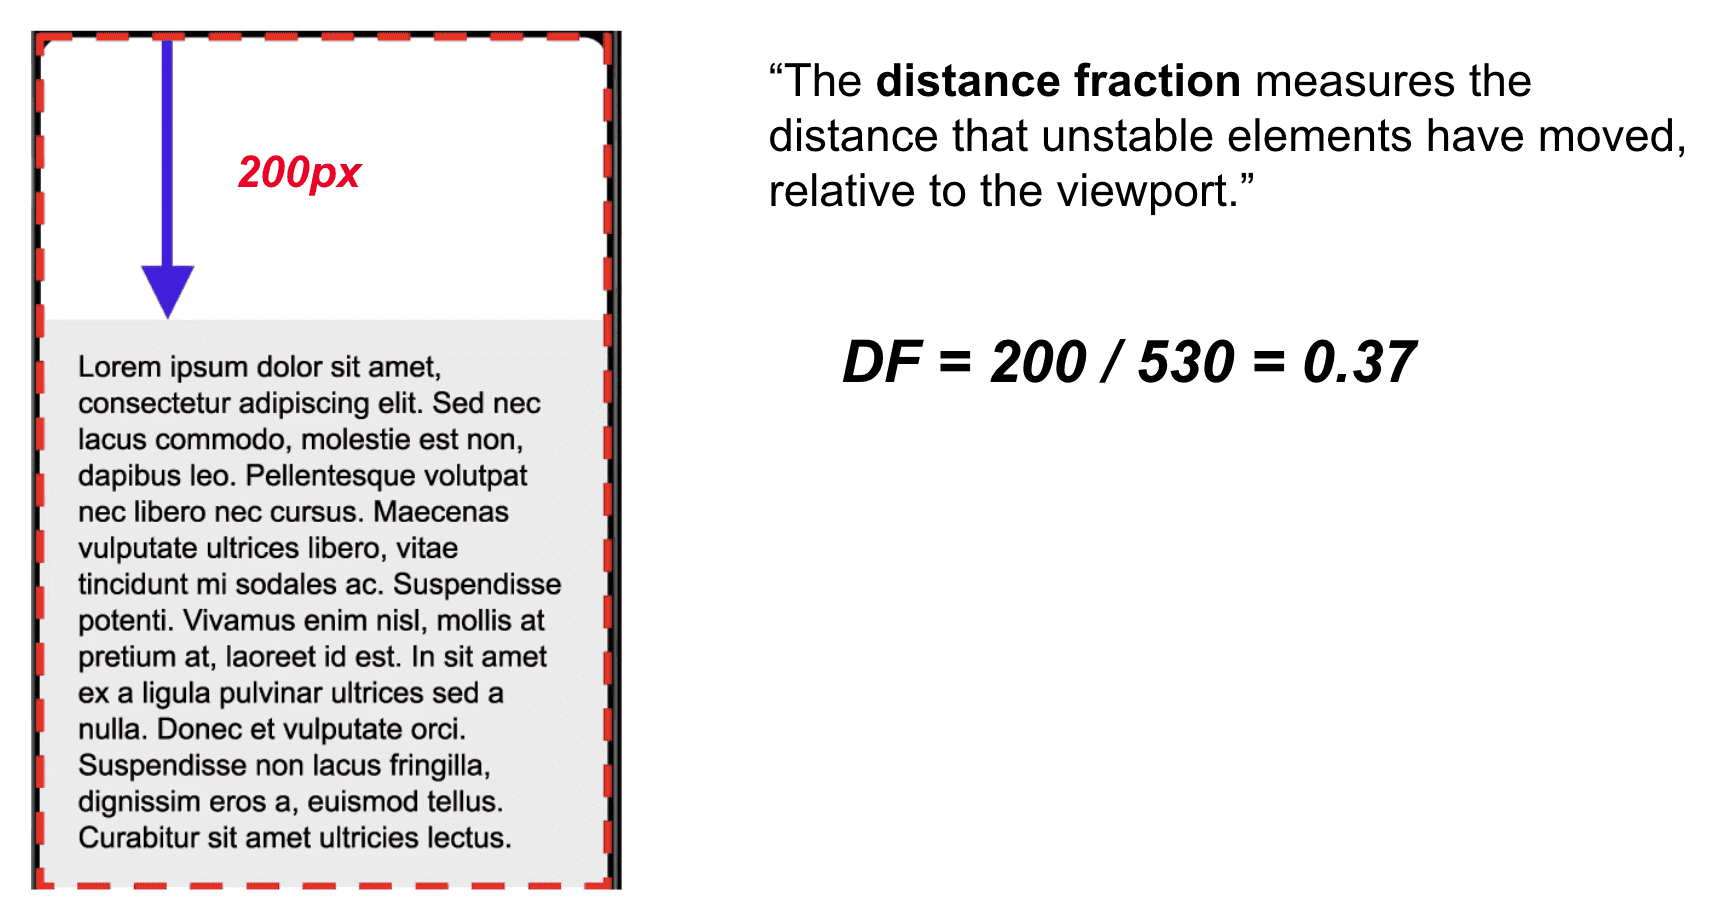 200px
Lorem ipsum dolor sit amet,
consectetur adipiscing elit. Sed nec
lacus commodo, molestie est non,
dapibus leo. Pellentesque volutpat
nec libero nec cursus. Maecenas
vulputate ultrices libero, vitae
tincidunt mi sodales ac. Suspendisse
potenti. Vivamus enim nisl, mollis at
pretium at, laoreet id est. In sit amet
ex a ligula pulvinar ultrices sed a
nulla. Donec et vulputate orci.
Suspendisse non lacus fringilla,
dignissim eros a, euismod tellus.
Curabitur sit amet ultricies lectus.
“The distance fraction measures the
distance that unstable elements have moved,
relative to the viewport.”
DF = 200 / 530 = 0.37